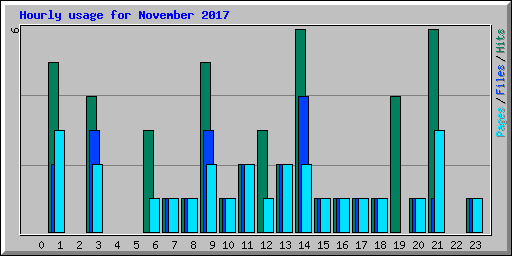 Hourly usage for November 2017
6
Pages / Files / Hits
0 1 2 3 4 5 6 7 8 9 10 11 12 13 14 15 16 17 18 19 20 21 22 23